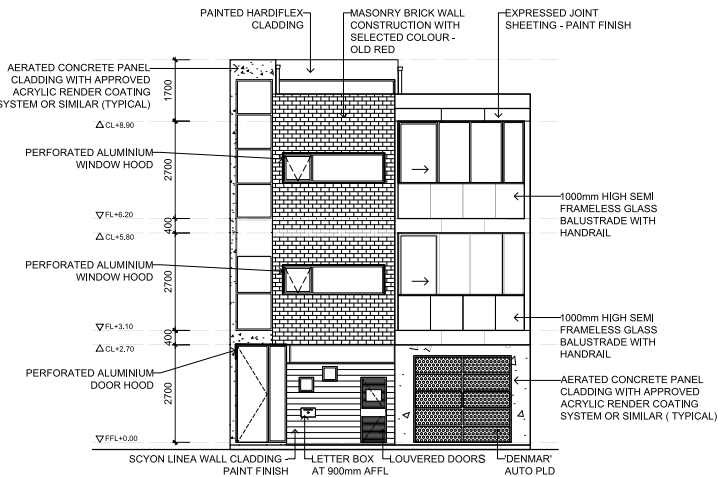 PAINTED HARDIFLEX
CLADDING
MASONRY BRICK WALL
CONSTRUCTION WITH
SELECTED COLOUR -
OLD RED
EXPRESSED JOINT
SHEETING - PAINT FINISH
AERATED CONCRETE PANEL
CLADDING WITH APPROVED
ACRYLIC RENDER COATING
SYSTEM OR SIMILAR (TYPICAL)
1700
CL+8.90
PERFORATED ALUMINIUM
WINDOW HOOD
2700
1000mm HIGH SEMI
FRAMELESS GLASS
BALUSTRADE WITH
HANDRAIL
FL+6.20
400
CL+5.80
PERFORATED ALUMINIUM
WINDOW HOOD
2700
1000mm HIGH SEMI
FRAMELESS GLASS
BALUSTRADE WITH
HANDRAIL
FL+3.10
400
CL+2.70
PERFORATED ALUMINIUM
DOOR HOOD
2700
AERATED CONCRETE PANEL
CLADDING WITH APPROVED
ACRYLIC RENDER COATING
SYSTEM OR SIMILAR ( TYPICAL)
FFL+0.00
SCYON LINEA WALL CLADDING -
PAINT FINISH
LETTER BOX
AT 900mm AFFL
LOUVERED DOORS
'DENMAR'
AUTO PLD